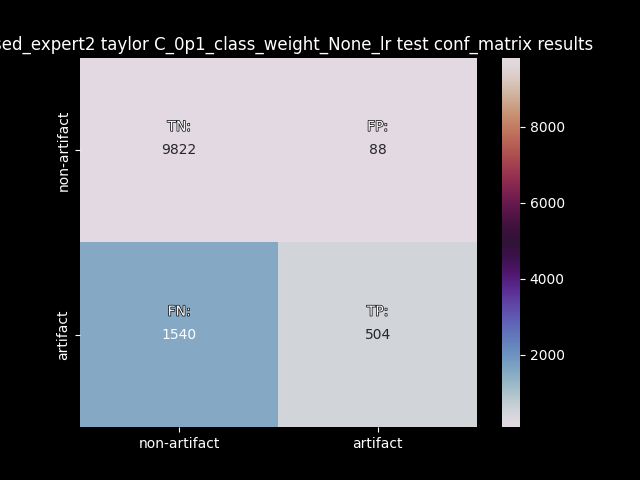 sed_expert2 taylor C_0p1_class_weight_None_lr test conf_matrix results
non-artifact
artifact
TN:
9822
FP:
88
FN:
1540
TP:
504
non-artifact
artifact
8000
6000
4000
2000